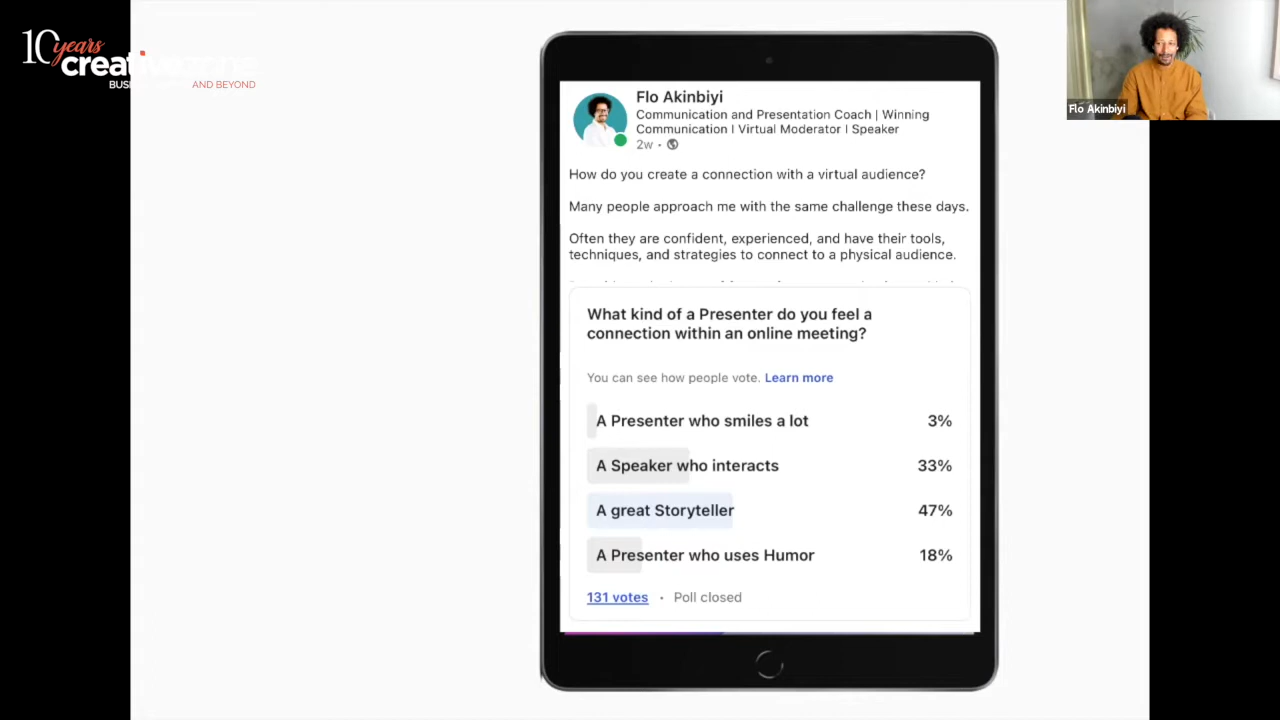 10 years
creative zone
AND BEYOND
Flo Akinbiyi
Flo Akinbiyi
Communication and Presentation Coach | Winning
Communication I Virtual Moderator I Speaker
2w •
How do you create a connection with a virtual audience?
Many people approach me with the same challenge these days.
Often they are confident, experienced, and have their tools,
techniques, and strategies to connect to a physical audience.
What kind of a Presenter do you feel a
connection within an online meeting?
You can see how people vote. Learn more
A Presenter who smiles a lot 3%
A Speaker who interacts 33%
A great Storyteller 47%
A Presenter who uses Humor 18%
131 votes • Poll closed